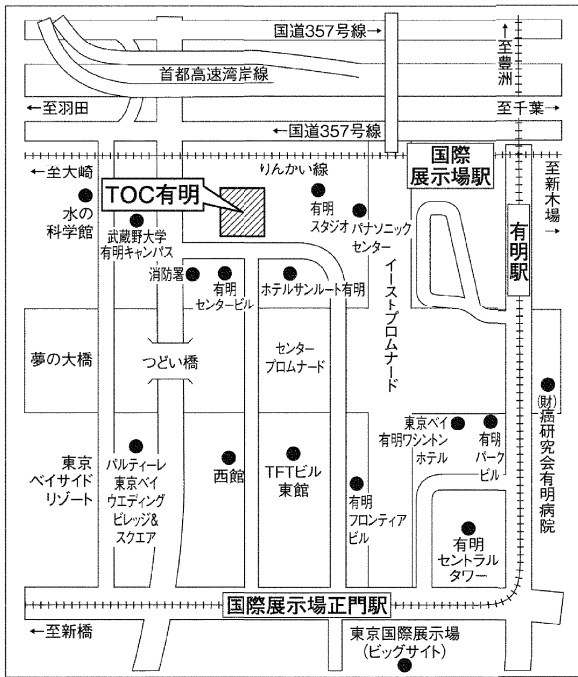 国道357号線→
←至豊洲
首都高速湾岸線
←至羽田
至千葉→
←国道357号線
りんかい線
←至大崎
国際
展示場駅
至新木場→
TOC有明
水の
科学館
武蔵野大学
有明キャンパス
有明
スタジオ
パナソニック
センター
有明駅
消防署
有明
センタービル
ホテルサンルート有明
イーストプロムナード
夢の大橋
つどい橋
センター
プロムナード
(財)癌研究会有明病院
東京ベイ
有明ワシントン
ホテル
有明
パーク
ビル
東京
ベイサイド
リゾート
パルティーレ
東京ベイ
ウエディング
ビレッジ&
スクエア
西館
TFTビル
東館
有明
フロンティア
ビル
有明
セントラル
タワー
国際展示場正門駅
←至新橋
東京国際展示場
(ビッグサイト)